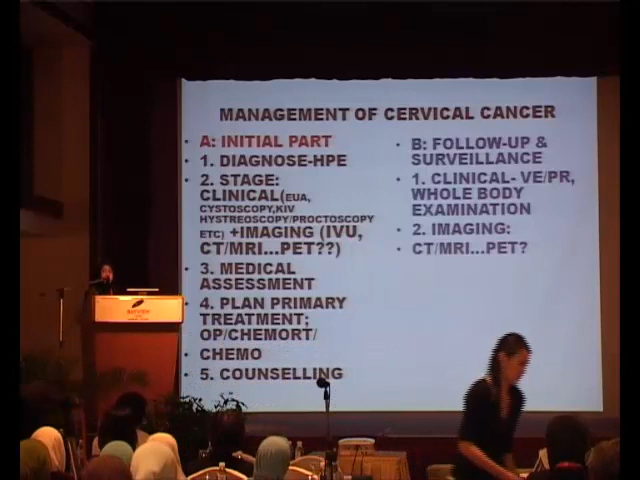 MANAGEMENT OF CERVICAL CANCER
• A: INITIAL PART
• 1. DIAGNOSE-HPE
• 2. STAGE:
CLINICAL(EUA,
CYSTOSCOPY,KIV
HYSTREOSCOPY/PROCTOSCOPY
ETC) +IMAGING (IVU,
CT/MRI...PET??)
• 3. MEDICAL
ASSESSMENT
• 4. PLAN PRIMARY
TREATMENT;
OP/CHEMORT/
• CHEMO
• 5. COUNSELLING
• B: FOLLOW-UP &
SURVEILLANCE
• 1. CLINICAL- VE/PR,
WHOLE BODY
EXAMINATION
• 2. IMAGING:
• CT/MRI...PET?